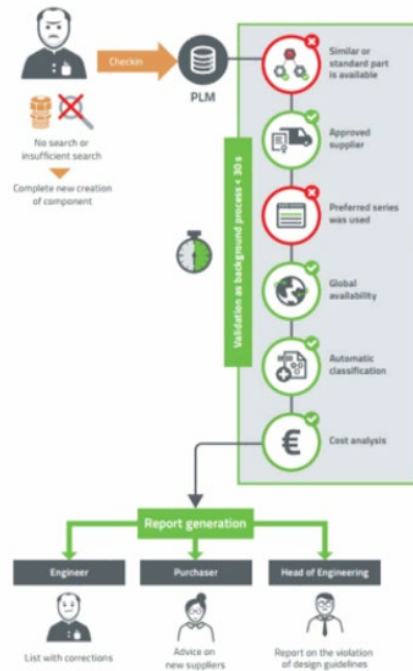 Checkin
PLM
No search or
insufficient search
Complete new creation
of component
Validation as background process < 30 s
Similar or
standard part
is available
Approved
supplier
Preferred series
was used
Global
availability
Automatic
classification
€
Cost analysis
Report generation
Engineer
Purchaser
Head of Engineering
List with corrections
Advice on
new suppliers
Report on the violation
of design guidelines